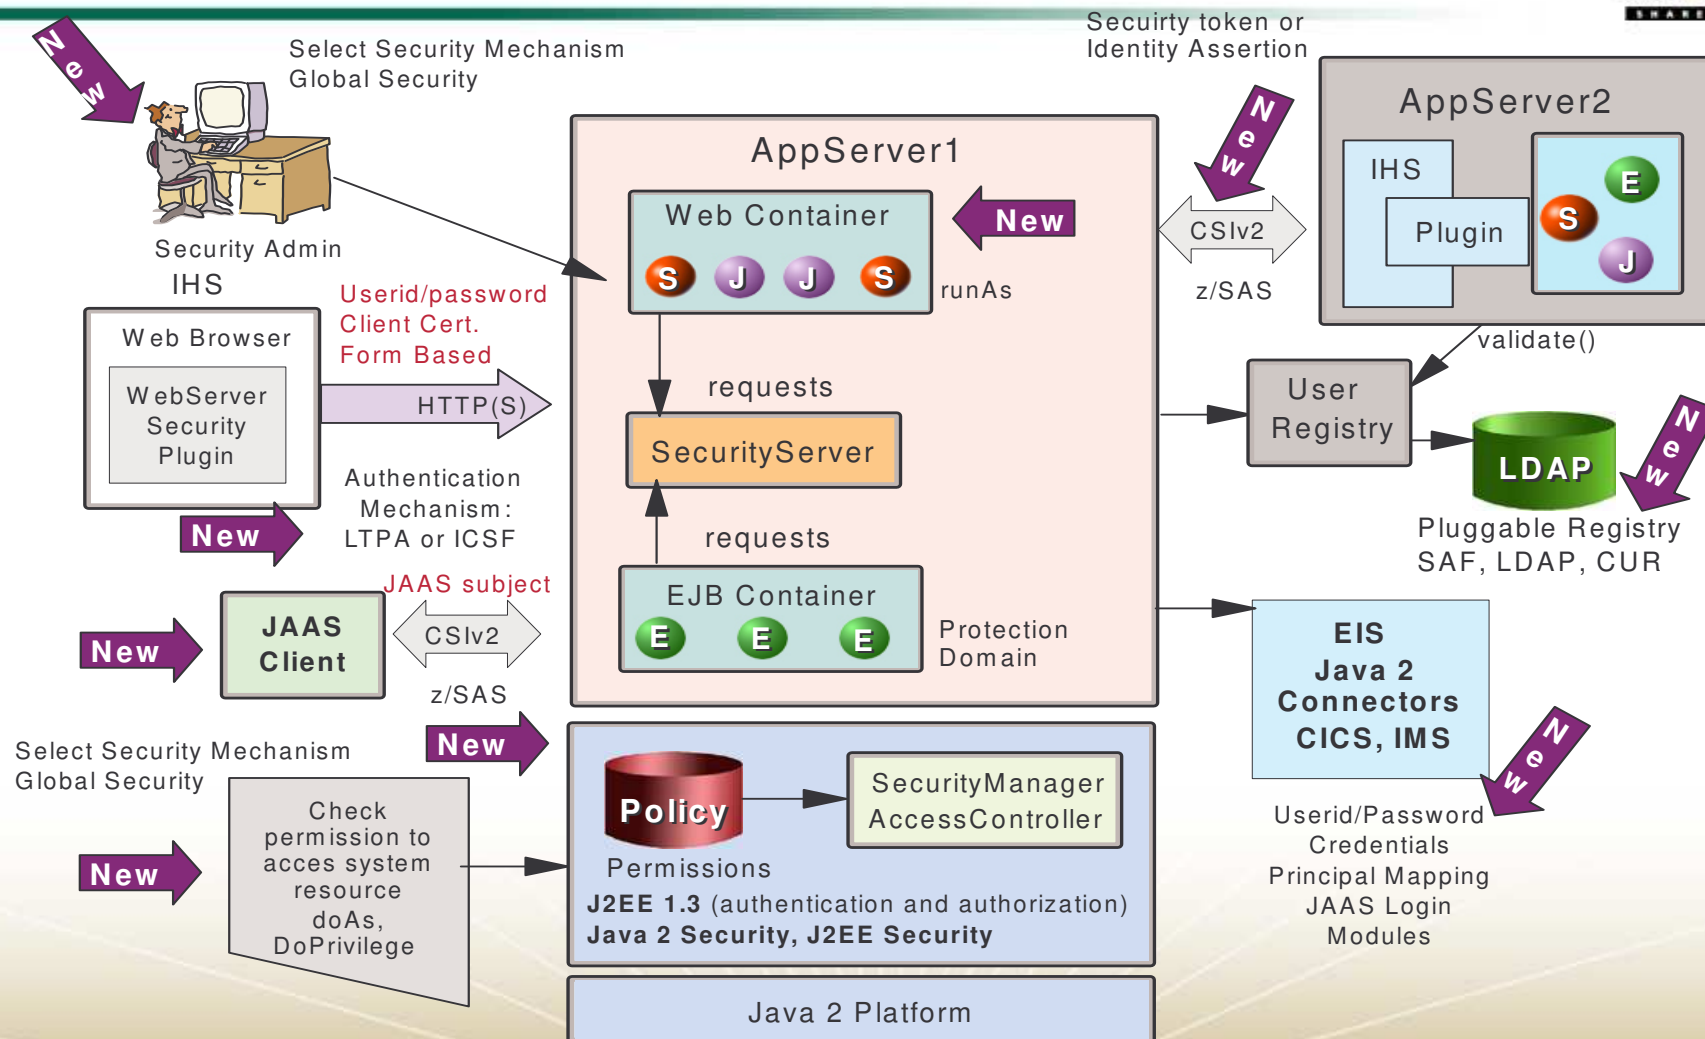 SHARE
New
Select Security Mechanism
Global Security
Security Admin
IHS
Web Browser
WebServer
Security
Plugin
Userid/password
Client Cert.
Form Based
HTTP(S)
New
Authentication
Mechanism:
LTPA or ICSF
New
JAAS
Client
JAAS subject
CSIv2
z/SAS
AppServer1
Web Container
S J J S
runAs
New
requests
SecurityServer
requests
EJB Container
E E E
Protection
Domain
Secuirty token or
Identity Assertion
New
CSIv2
z/SAS
AppServer2
IHS
Plugin
E
S
J
validate()
User
Registry
LDAP
New
Pluggable Registry
SAF, LDAP, CUR
EIS
Java 2
Connectors
CICS, IMS
New
Userid/Password
Credentials
Principal Mapping
JAAS Login
Modules
Select Security Mechanism
Global Security
New
New
Check
permission to
acces system
resource
doAs,
DoPrivilege
Policy
SecurityManager
AccessController
Permissions
J2EE 1.3 (authentication and authorization)
Java 2 Security, J2EE Security
Java 2 Platform